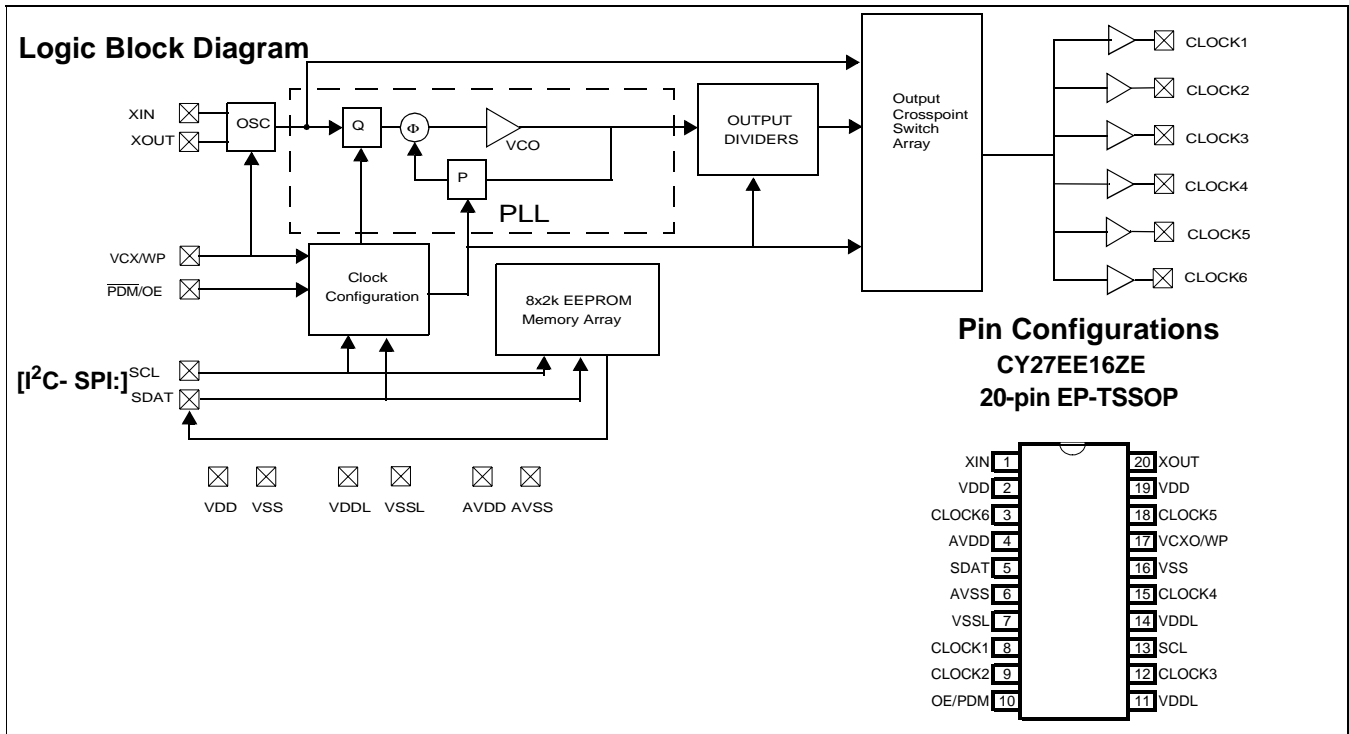 Logic Block Diagram
XIN
XOUT
OSC
Q
Φ
VCO
P
PLL
OUTPUT
DIVIDERS
Output
Crosspoint
Switch
Array
CLOCK1
CLOCK2
CLOCK3
CLOCK4
CLOCK5
CLOCK6
VCX/WP
PDM/OE
Clock
Configuration
8x2k EEPROM
Memory Array
[I²C- SPI:]
SCL
SDAT
VDD VSS VDDL VSSL AVDD AVSS
Pin Configurations
CY27EE16ZE
20-pin EP-TSSOP
XIN 1 20 XOUT
VDD 2 19 VDD
CLOCK6 3 18 CLOCK5
AVDD 4 17 VCXO/WP
SDAT 5 16 VSS
AVSS 6 15 CLOCK4
VSSL 7 14 VDDL
CLOCK1 8 13 SCL
CLOCK2 9 12 CLOCK3
OE/PDM 10 11 VDDL